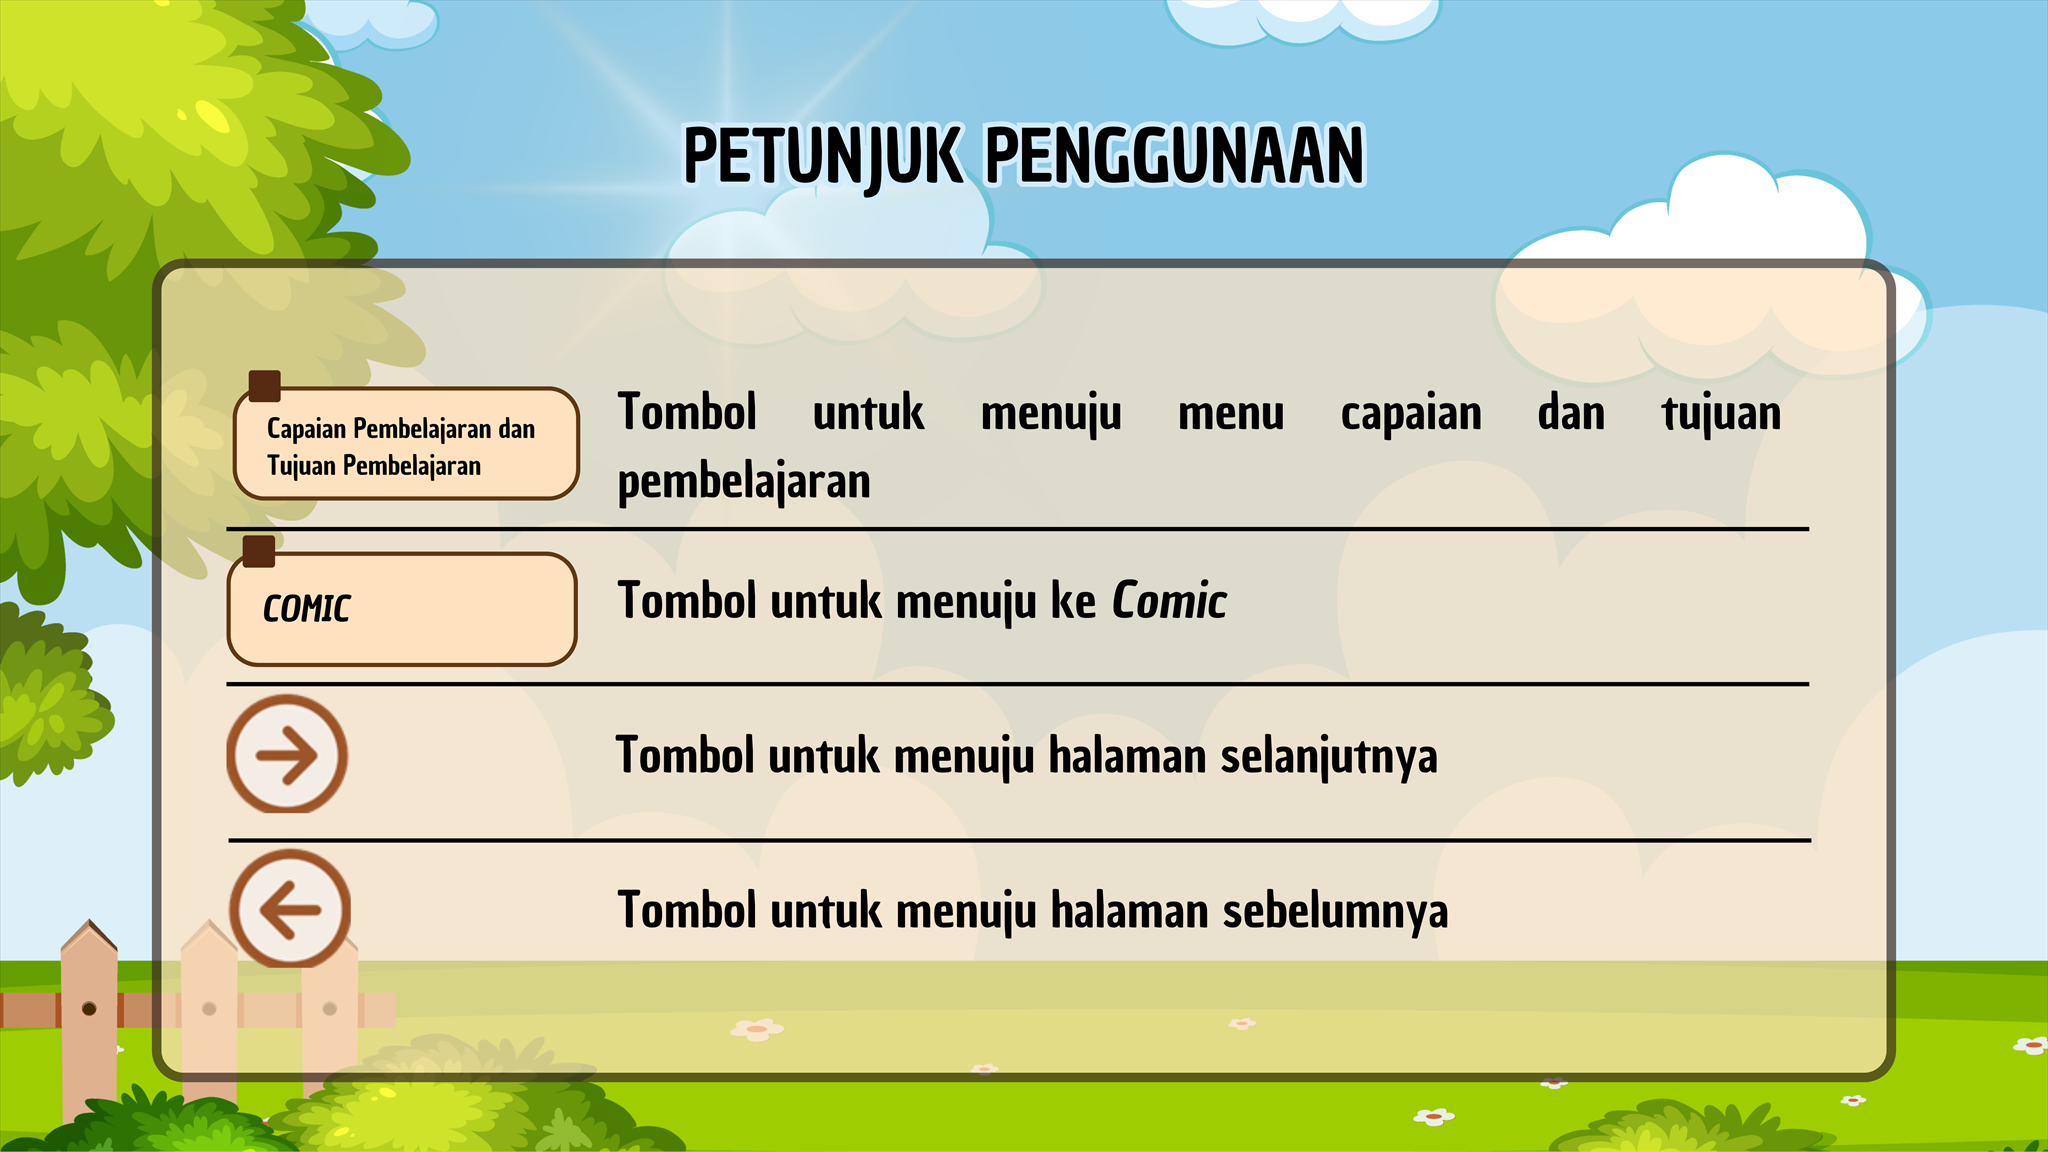 PETUNJUK PENGGUNAAN
Capaian Pembelajaran dan
Tujuan Pembelajaran
Tombol untuk menuju menu capaian dan tujuan
pembelajaran
COMIC
Tombol untuk menuju ke Comic
Tombol untuk menuju halaman selanjutnya
Tombol untuk menuju halaman sebelumnya